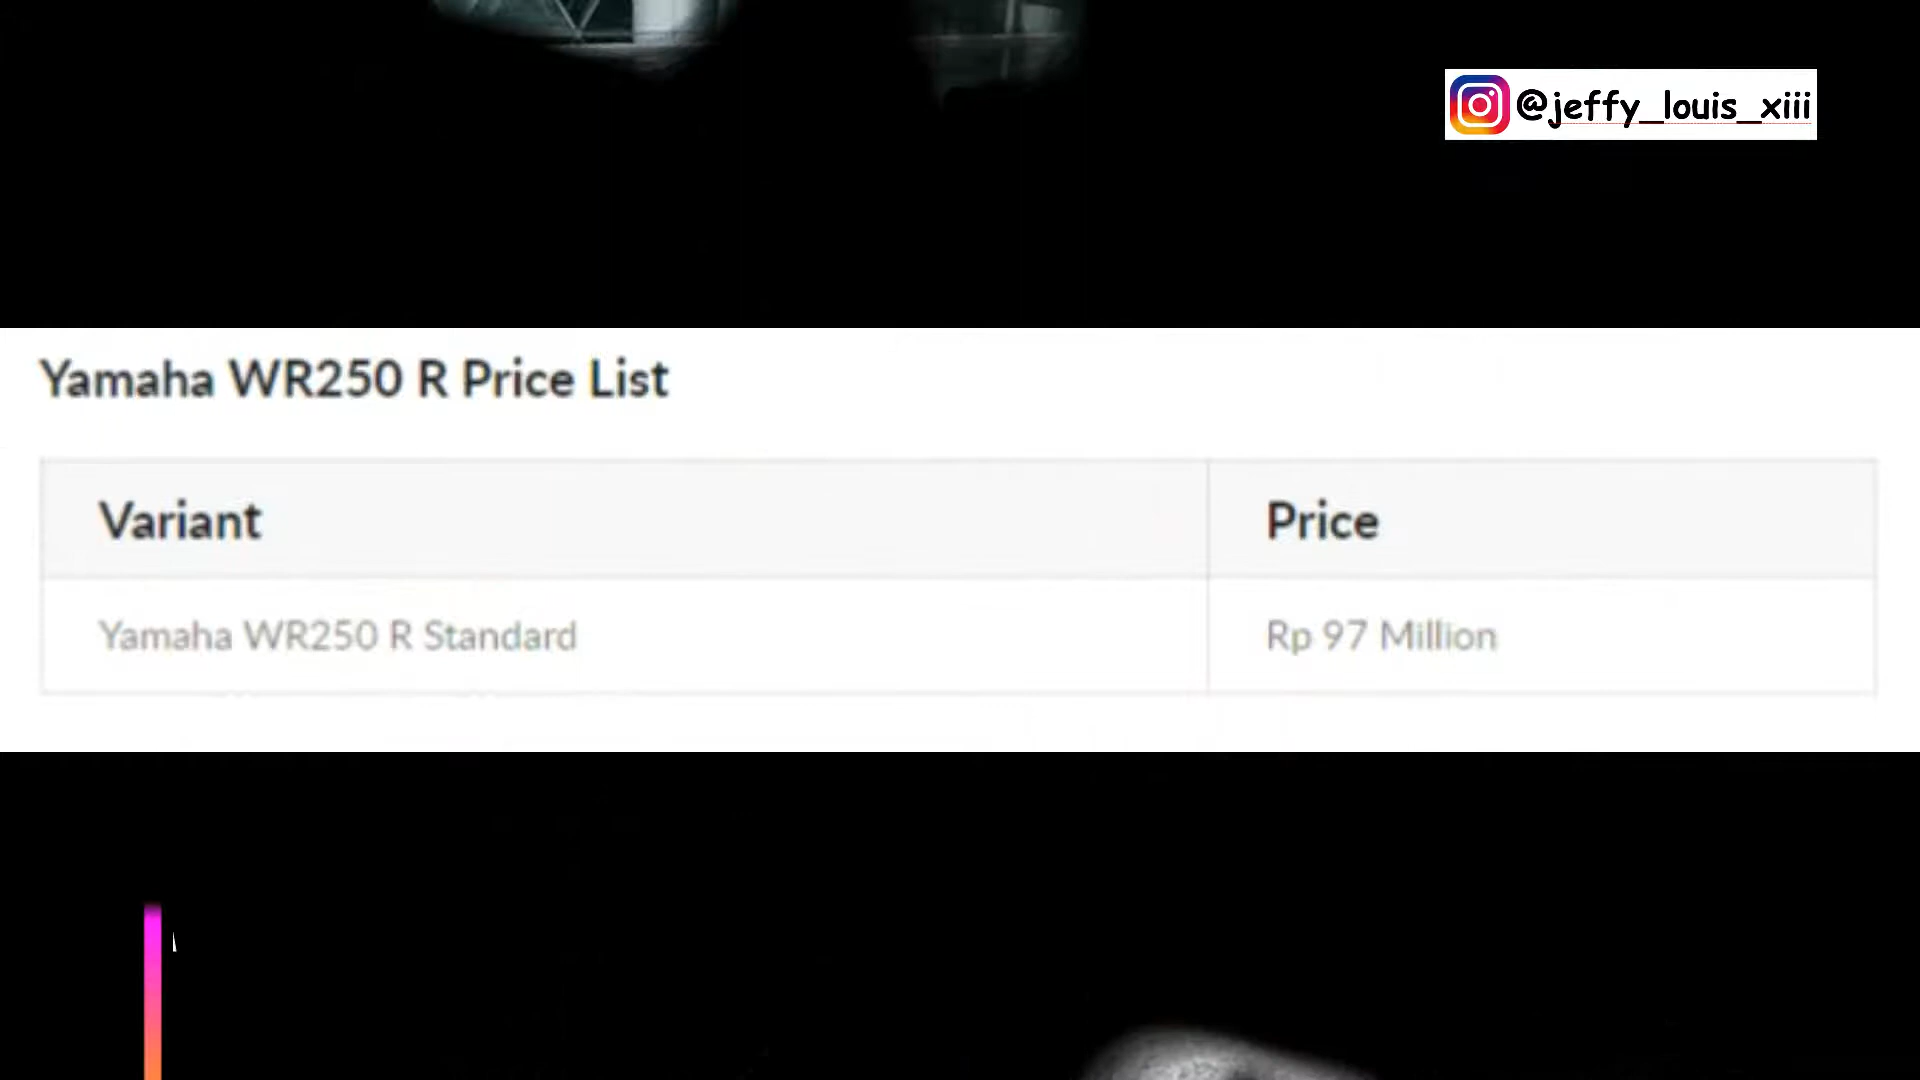 @jeffy_louis_xiii
Yamaha WR250 R Price List
Variant Price
Yamaha WR250 R Standard Rp 97 Million